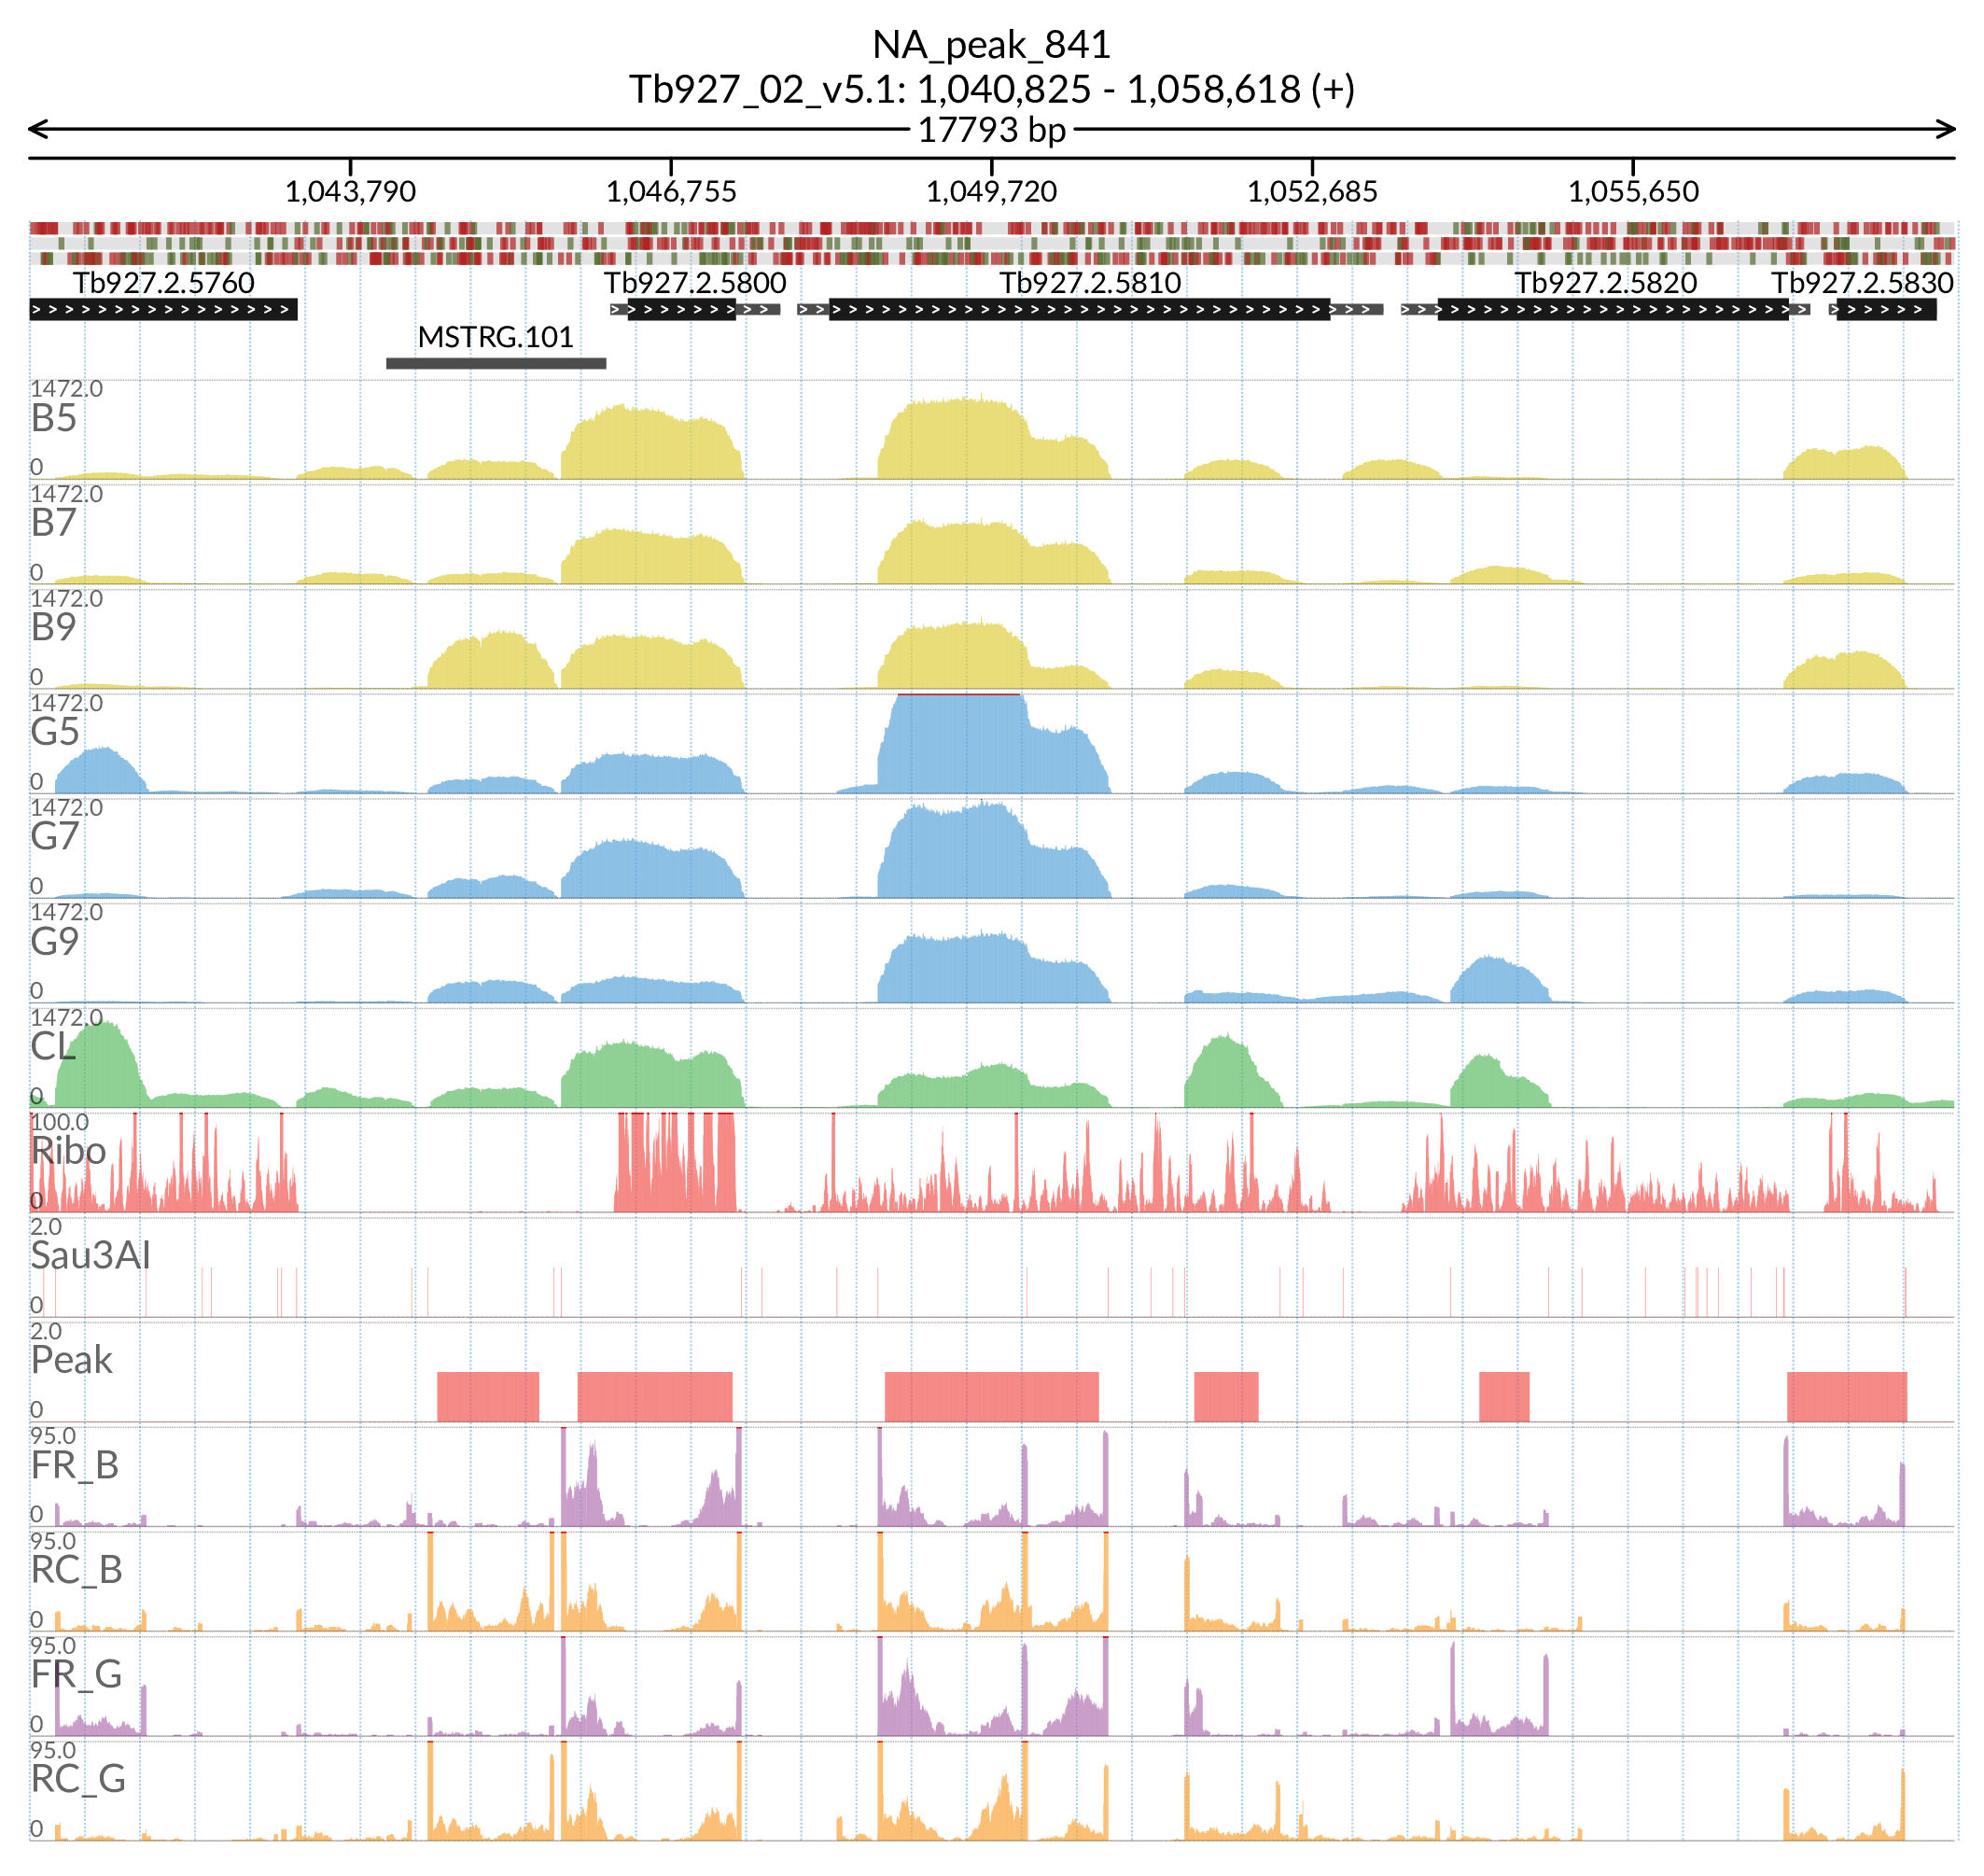 NA_peak_841
Tb927_02_v5.1: 1,040,825 - 1,058,618 (+)
17793 bp
1,043,790 1,046,755 1,049,720 1,052,685 1,055,650
Tb927.2.5760 Tb927.2.5800 Tb927.2.5810 Tb927.2.5820 Tb927.2.5830
MSTRG.101
1472.0
B5
0
1472.0
B7
0
1472.0
B9
0
1472.0
G5
0
1472.0
G7
0
1472.0
G9
0
1472.0
CL
0
100.0
Ribo
0
2.0
Sau3AI
0
2.0
Peak
0
95.0
FR_B
0
95.0
RC_B
0
95.0
FR_G
0
95.0
RC_G
0